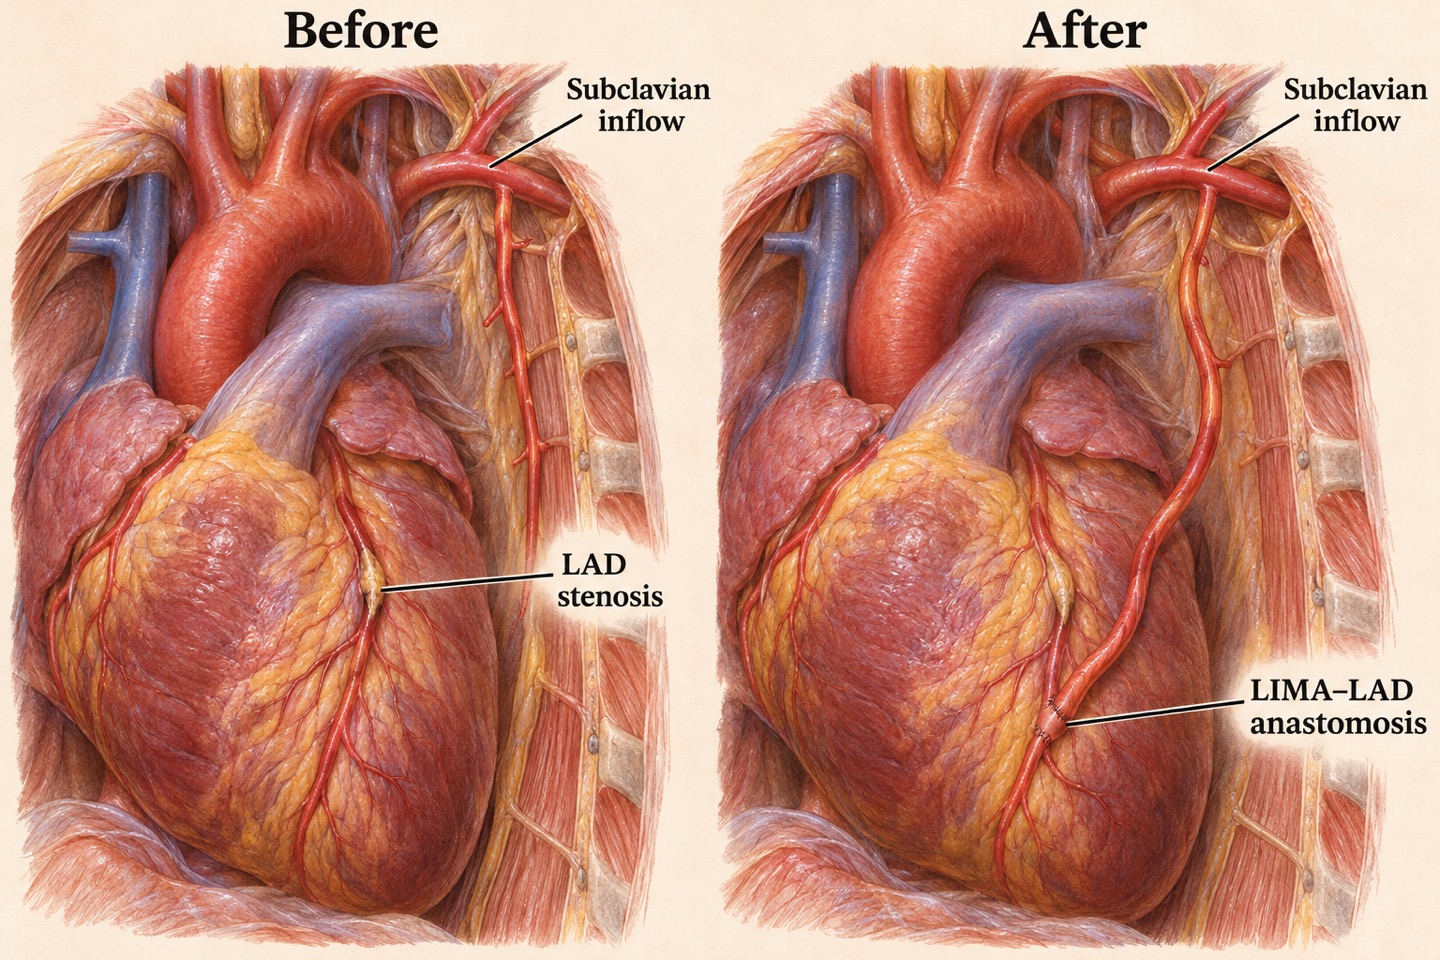 Before
Subclavian
inflow
LAD
stenosis
After
Subclavian
inflow
LIMA–LAD
anastomosis